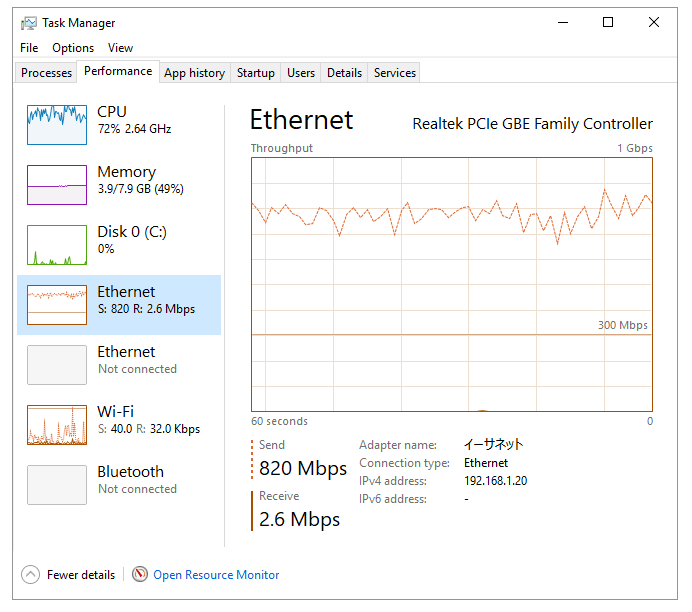 Task Manager
File Options View
Processes Performance App history Startup Users Details Services
CPU
72% 2.64 GHz
Memory
3.9/7.9 GB (49%)
Disk 0 (C:)
0%
Ethernet
S: 820 R: 2.6 Mbps
Ethernet
Not connected
Wi-Fi
S: 40.0 R: 32.0 Kbps
Bluetooth
Not connected
Ethernet Realtek PCIe GBE Family Controller
Throughput 1 Gbps
300 Mbps
60 seconds 0
Send
820 Mbps
Receive
2.6 Mbps
Adapter name: イーサネット
Connection type: Ethernet
IPv4 address: 192.168.1.20
IPv6 address: -
Fewer details Open Resource Monitor